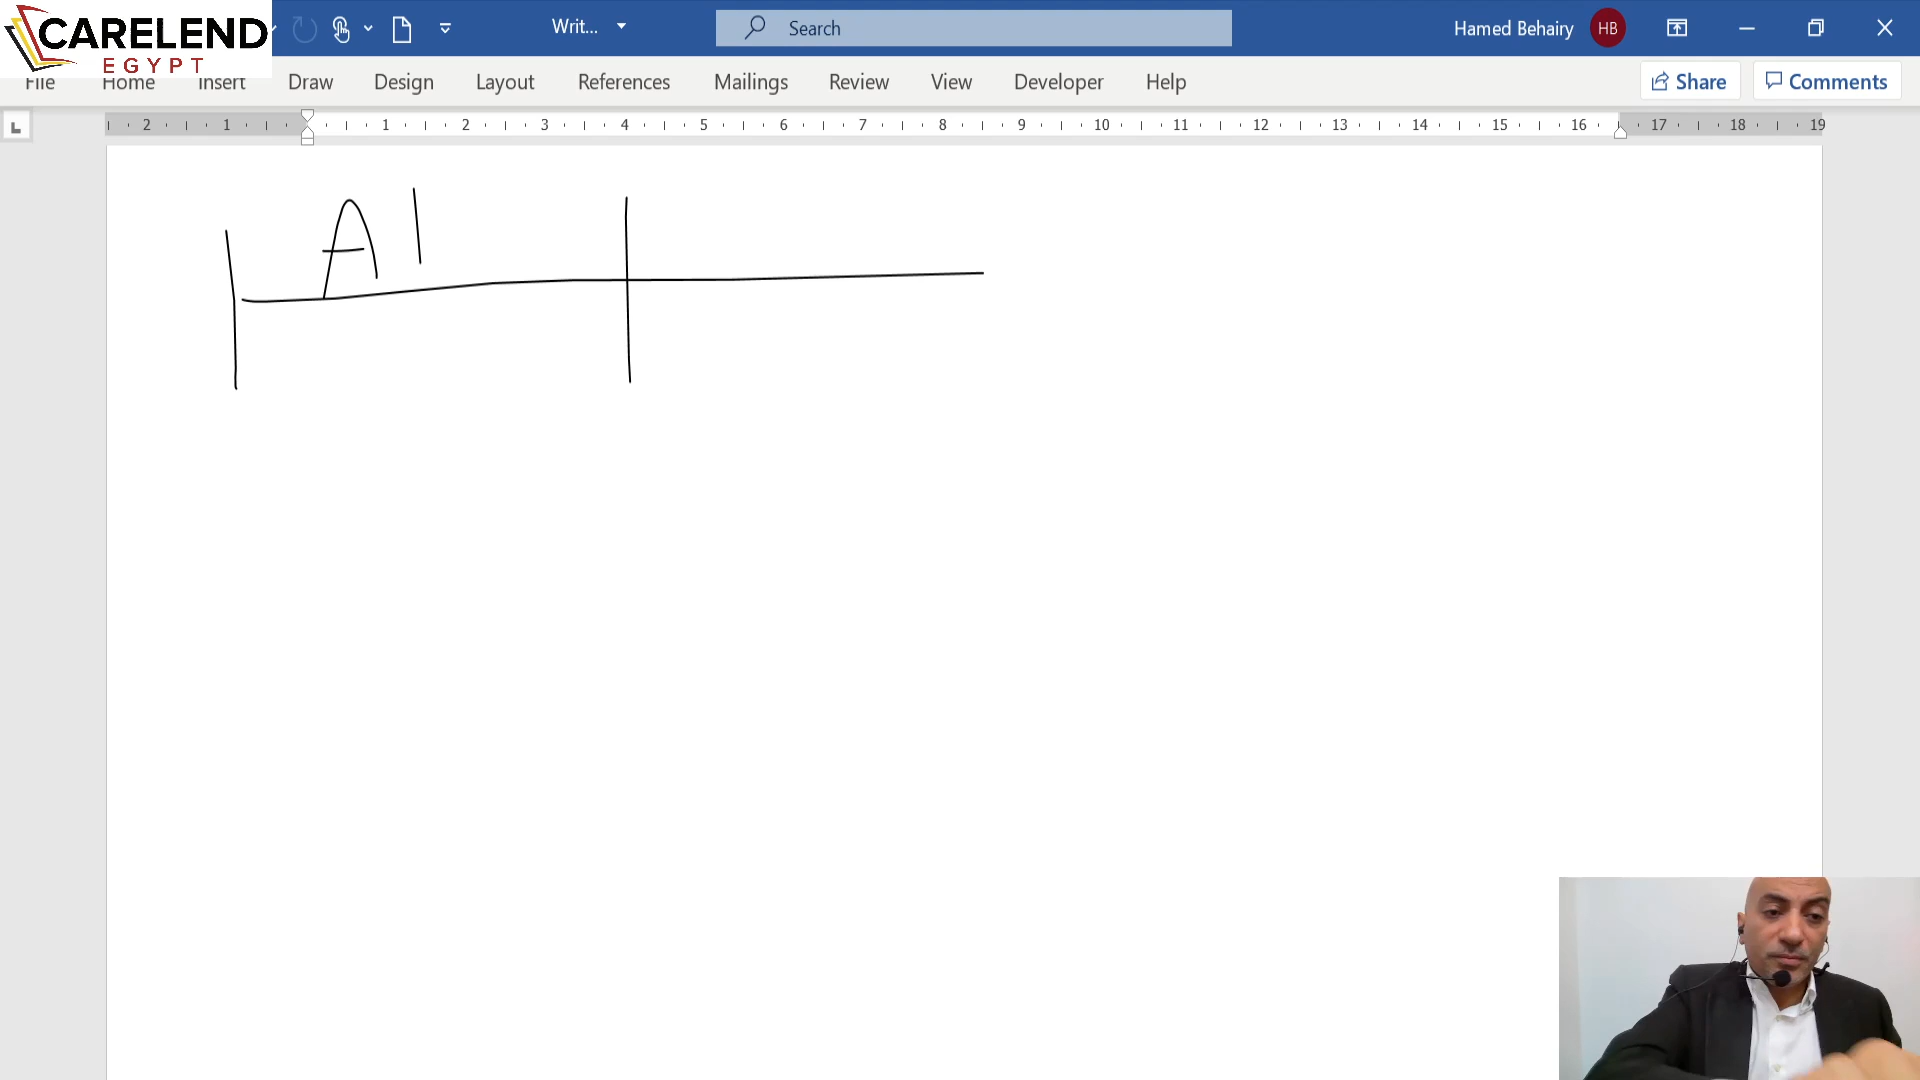 CARELEND
EGYPT
Writ...
Search
Hamed Behairy
HB
File
Home
Insert
Draw
Design
Layout
References
Mailings
Review
View
Developer
Help
Share
Comments
2 1 1 2 3 4 5 6 7 8 9 10 11 12 13 14 15 16 17 18 19
A1